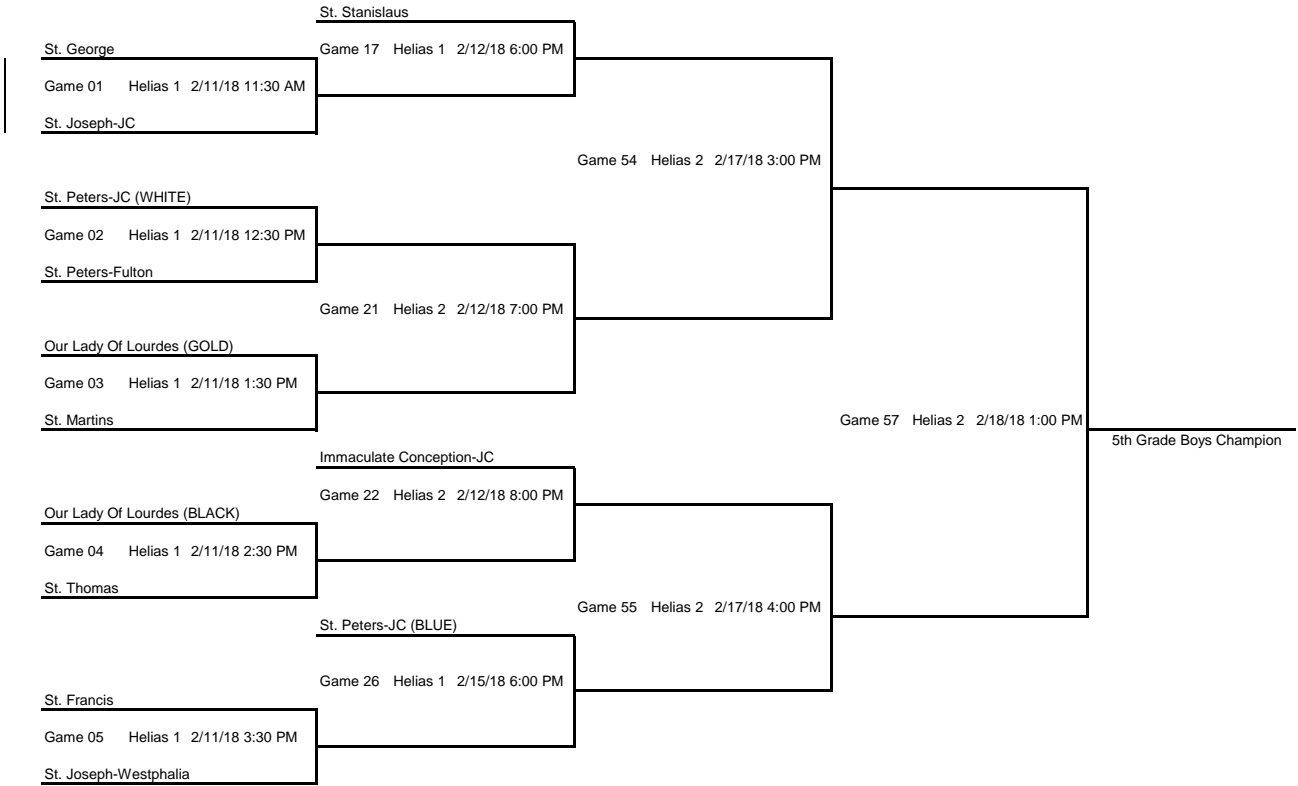 St. Stanislaus
St. George
Game 17 Helias 1 2/12/18 6:00 PM
Game 01 Helias 1 2/11/18 11:30 AM
St. Joseph-JC
Game 54 Helias 2 2/17/18 3:00 PM
St. Peters-JC (WHITE)
Game 02 Helias 1 2/11/18 12:30 PM
St. Peters-Fulton
Game 21 Helias 2 2/12/18 7:00 PM
Our Lady Of Lourdes (GOLD)
Game 03 Helias 1 2/11/18 1:30 PM
St. Martins
Game 57 Helias 2 2/18/18 1:00 PM
5th Grade Boys Champion
Immaculate Conception-JC
Game 22 Helias 2 2/12/18 8:00 PM
Our Lady Of Lourdes (BLACK)
Game 04 Helias 1 2/11/18 2:30 PM
St. Thomas
Game 55 Helias 2 2/17/18 4:00 PM
St. Peters-JC (BLUE)
Game 26 Helias 1 2/15/18 6:00 PM
St. Francis
Game 05 Helias 1 2/11/18 3:30 PM
St. Joseph-Westphalia